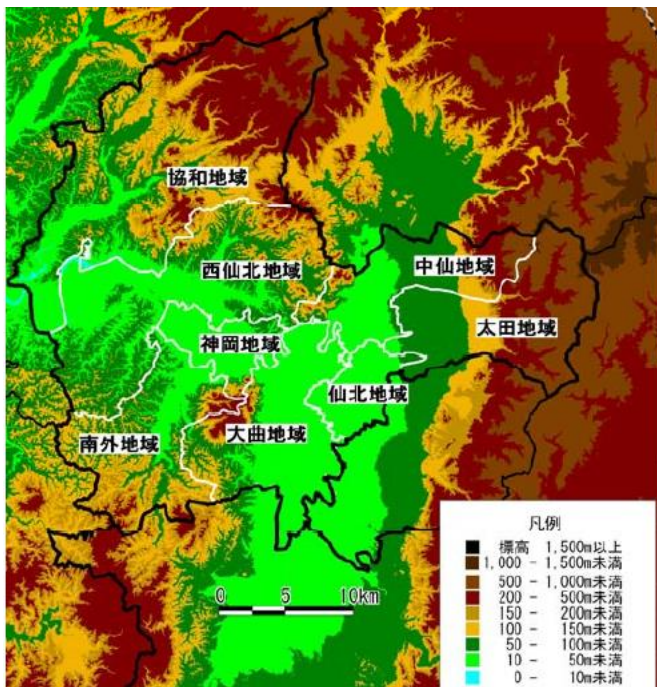 協和地域
西仙北地域
中仙地域
太田地域
神岡地域
仙北地域
南外地域
大曲地域
0 5 10km
凡例
標高 1,500m以上
1,000 - 1,500m未満
500 - 1,000m未満
200 - 500m未満
150 - 200m未満
100 - 150m未満
50 - 100m未満
10 - 50m未満
0 - 10m未満